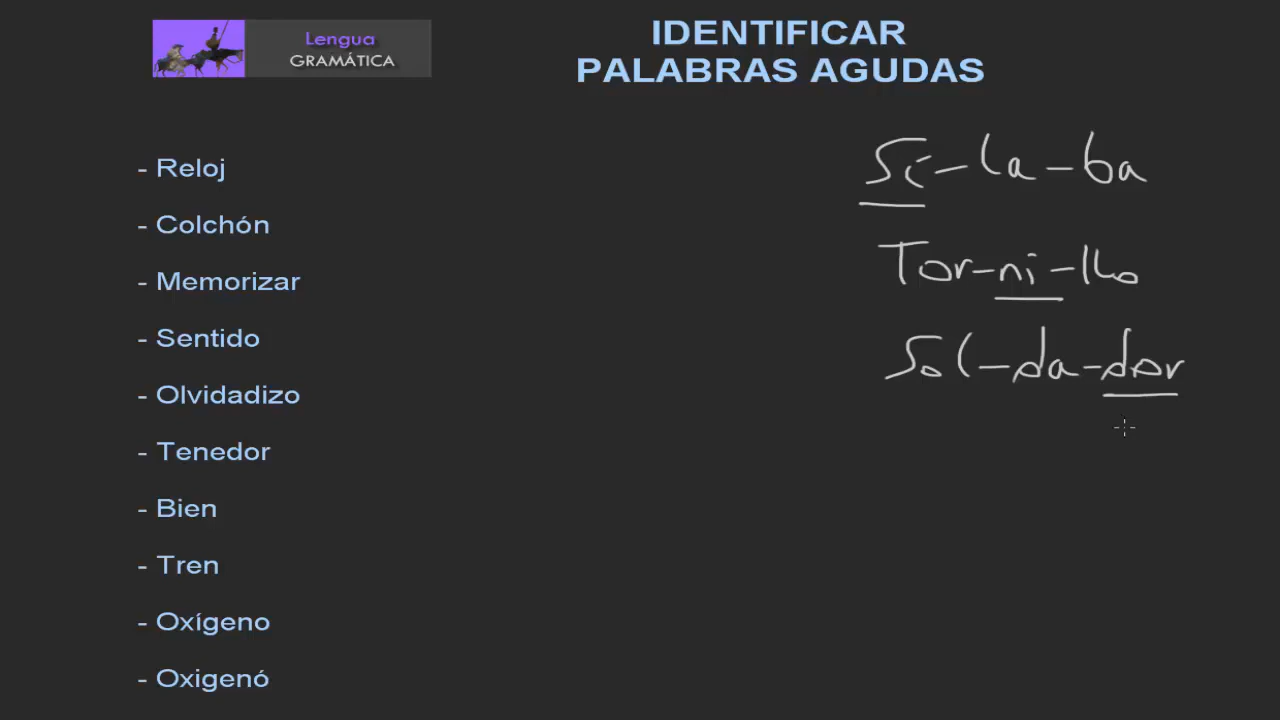 Lengua
GRAMÁTICA
IDENTIFICAR
PALABRAS AGUDAS
- Reloj
- Colchón
- Memorizar
- Sentido
- Olvidadizo
- Tenedor
- Bien
- Tren
- Oxígeno
- Oxigenó
Sí-la-ba
Tor-ni-llo
Sol-da-dor